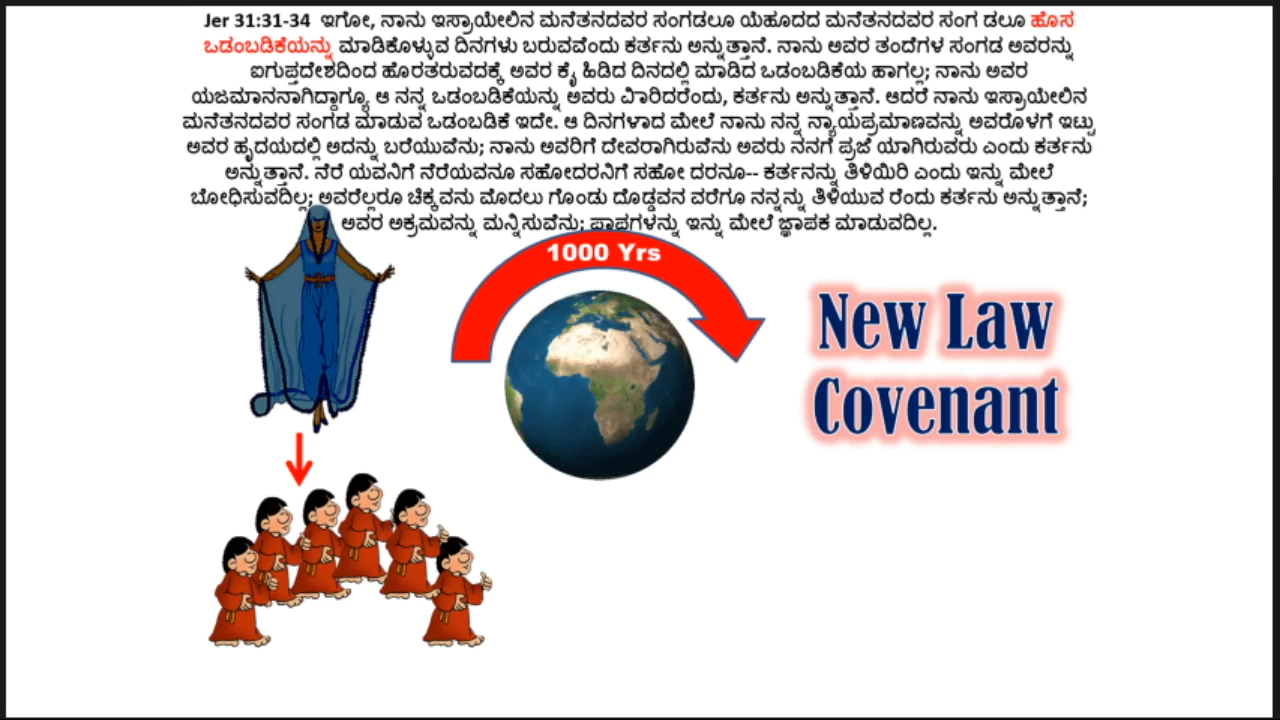 Jer 31:31-34 ಇಗೋ, ನಾನು ಇಸ್ರಾಯೇಲಿನ ಮನೆತನದವರ ಸಂಗಡಲೂ ಯೆಹೂದದ ಮನೆತನದವರ ಸಂಗ ಡಲೂ ಹೊಸ
ಒಡಂಬಡಿಕೆಯನ್ನು ಮಾಡಿಕೊಳ್ಳುವ ದಿನಗಳು ಬರುವವೆಂದು ಕರ್ತನು ಅನ್ನುತ್ತಾನೆ. ನಾನು ಅವರ ತಂದೆಗಳ ಸಂಗಡ ಅವರನ್ನು
ಐಗುಪ್ತದೇಶದಿಂದ ಹೊರತರುವದಕ್ಕೆ ಅವರ ಕೈ ಹಿಡಿದ ದಿನದಲ್ಲಿ ಮಾಡಿದ ಒಡಂಬಡಿಕೆಯ ಹಾಗಲ್ಲ; ನಾನು ಅವರ
ಯಜಮಾನನಾಗಿದ್ದಾಗ್ಯೂ ಆ ನನ್ನ ಒಡಂಬಡಿಕೆಯನ್ನು ಅವರು ವಿಾರಿದರೆಂದು, ಕರ್ತನು ಅನ್ನುತ್ತಾನೆ. ಆದರೆ ನಾನು ಇಸ್ರಾಯೇಲಿನ
ಮನೆತನದವರ ಸಂಗಡ ಮಾಡುವ ಒಡಂಬಡಿಕೆ ಇದೇ. ಆ ದಿನಗಳಾದ ಮೇಲೆ ನಾನು ನನ್ನ ನ್ಯಾಯಪ್ರಮಾಣವನ್ನು ಅವರೊಳಗೆ ಇಟ್ಟು
ಅವರ ಹೃದಯದಲ್ಲಿ ಅದನ್ನು ಬರೆಯುವೆನು; ನಾನು ಅವರಿಗೆ ದೇವರಾಗಿರುವೆನು ಅವರು ನನಗೆ ಪ್ರಜೆ ಯಾಗಿರುವರು ಎಂದು ಕರ್ತನು
ಅನ್ನುತ್ತಾನೆ. ನೆರೆ ಯವನಿಗೆ ನೆರೆಯವನೂ ಸಹೋದರನಿಗೆ ಸಹೋ ದರನೂ-- ಕರ್ತನನ್ನು ತಿಳಿಯಿರಿ ಎಂದು ಇನ್ನು ಮೇಲೆ
ಬೋಧಿಸುವದಿಲ್ಲ; ಅವರೆಲ್ಲರೂ ಚಿಕ್ಕವನು ಮೊದಲು ಗೊಂಡು ದೊಡ್ಡವನ ವರೆಗೂ ನನ್ನನ್ನು ತಿಳಿಯುವ ರೆಂದು ಕರ್ತನು ಅನ್ನುತ್ತಾನೆ;
ಅವರ ಅಕ್ರಮವನ್ನು ಮನ್ನಿಸುವೆನು; ಪಾಪಗಳನ್ನು ಇನ್ನು ಮೇಲೆ ಜ್ಞಾಪಕ ಮಾಡುವದಿಲ್ಲ.
1000 Yrs
New Law
Covenant